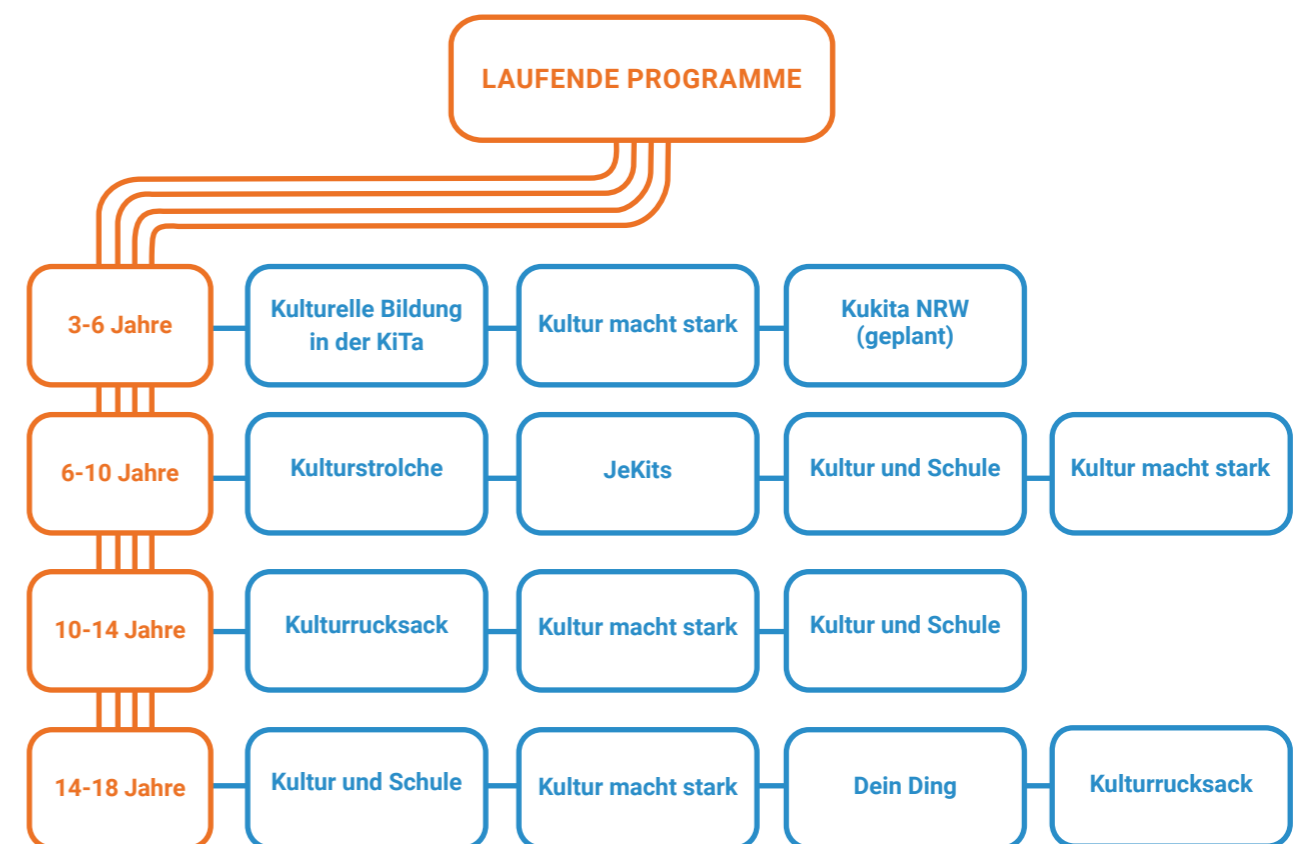 LAUFENDE PROGRAMME
3-6 Jahre
Kulturelle Bildung
in der KiTa
Kultur macht stark
Kukita NRW
(geplant)
6-10 Jahre
Kulturstrolche
JeKits
Kultur und Schule
Kultur macht stark
10-14 Jahre
Kulturrucksack
Kultur macht stark
Kultur und Schule
14-18 Jahre
Kultur und Schule
Kultur macht stark
Dein Ding
Kulturrucksack